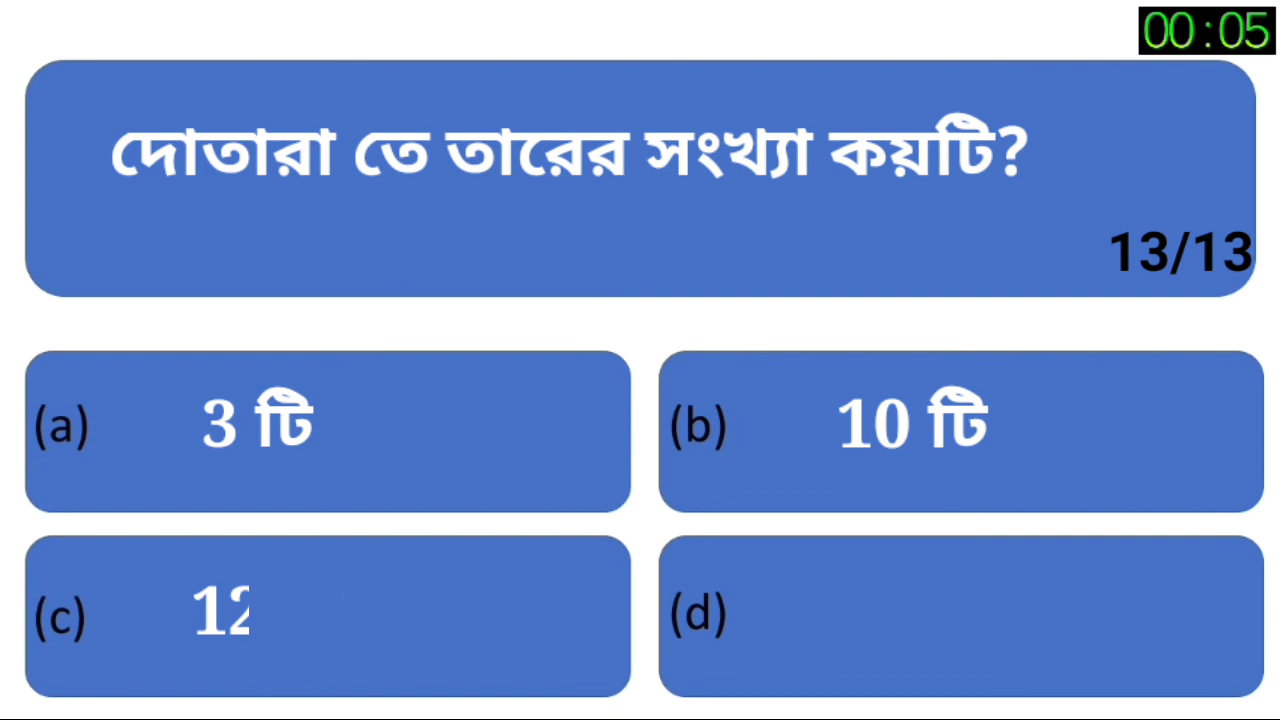 00:05
দোতারা তে তারের সংখ্যা কয়টি?
13/13
(a) 3 টি
(b) 10 টি
(c) 12
(d)